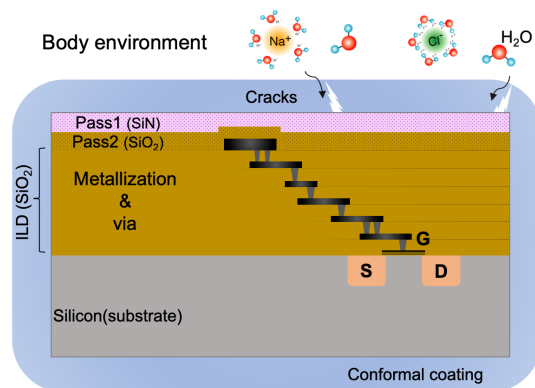 Body environment
Na+
Cl-
H2O
Cracks
Pass1 (SiN)
Pass2 (SiO2)
ILD (SiO2)
Metallization
&
via
G
S
D
Silicon(substrate)
Conformal coating